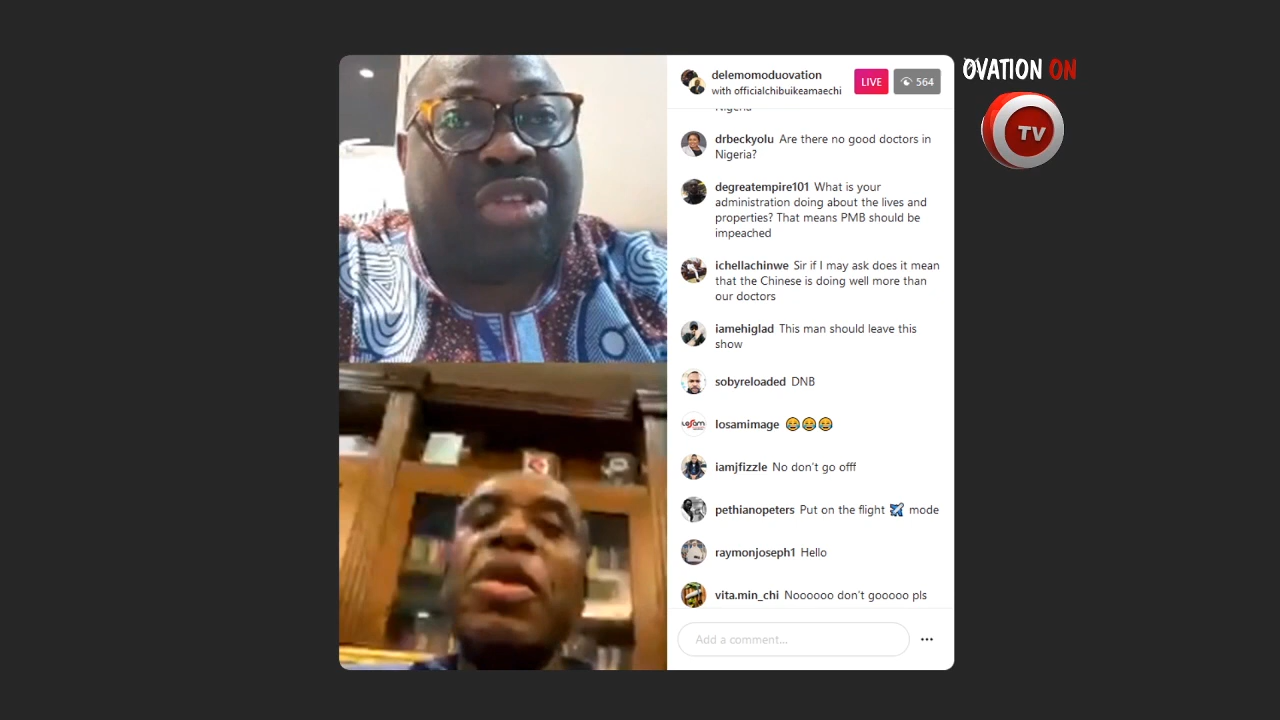 delemomoduovation
with officialchibuikeamaechi
LIVE
564
OVATION ON
TV
Nigeria
drbeckyolu Are there no good doctors in
Nigeria?
degreatempire101 What is your
administration doing about the lives and
properties? That means PMB should be
impeached
ichellachinwe Sir if I may ask does it mean
that the Chinese is doing well more than
our doctors
iamehiglad This man should leave this
show
sobyreloaded DNB
losamimage 😂😂😂
iamjfizzle No don't go offf
pethianopeters Put on the flight ✈️ mode
raymonjoseph1 Hello
vita.min_chi Noooooo don't gooooo pls
Add a comment...